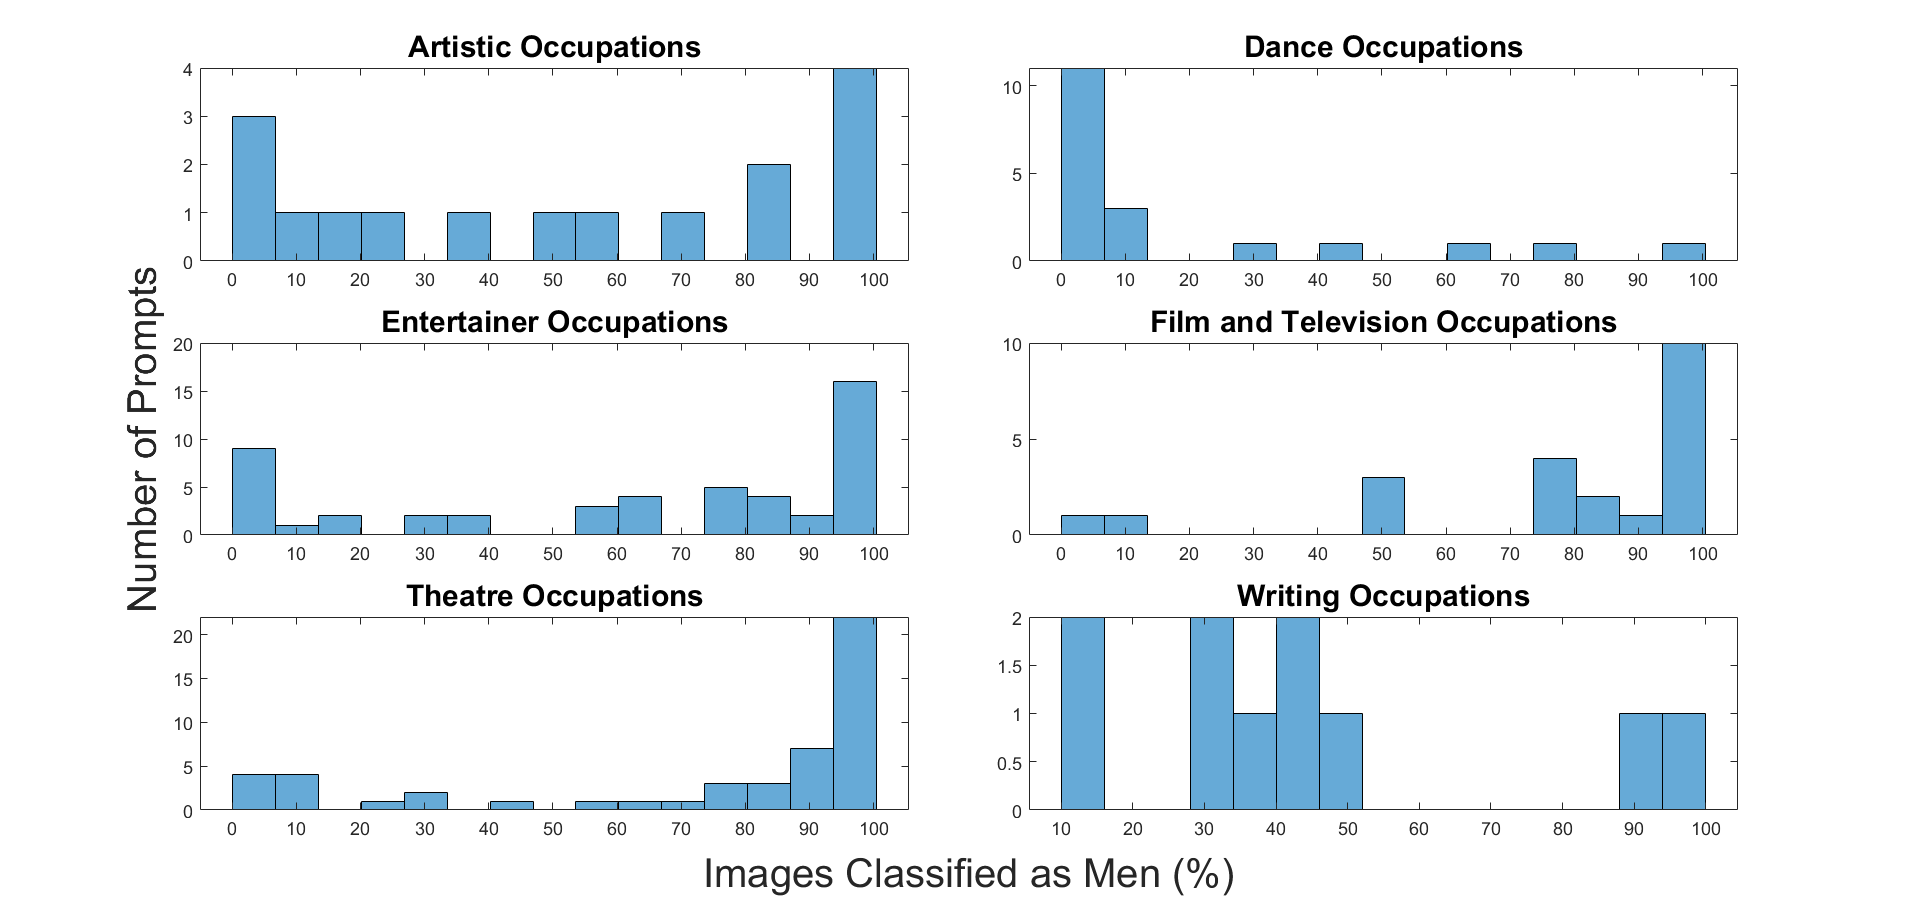 Artistic Occupations
4
3
2
1
0
0 10 20 30 40 50 60 70 80 90 100
Dance Occupations
10
5
0
0 10 20 30 40 50 60 70 80 90 100
Entertainer Occupations
20
15
10
5
0
0 10 20 30 40 50 60 70 80 90 100
Film and Television Occupations
10
5
0
0 10 20 30 40 50 60 70 80 90 100
Theatre Occupations
20
15
10
5
0
0 10 20 30 40 50 60 70 80 90 100
Writing Occupations
2
1.5
1
0.5
0
10 20 30 40 50 60 70 80 90 100
Number of Prompts
Images Classified as Men (%)